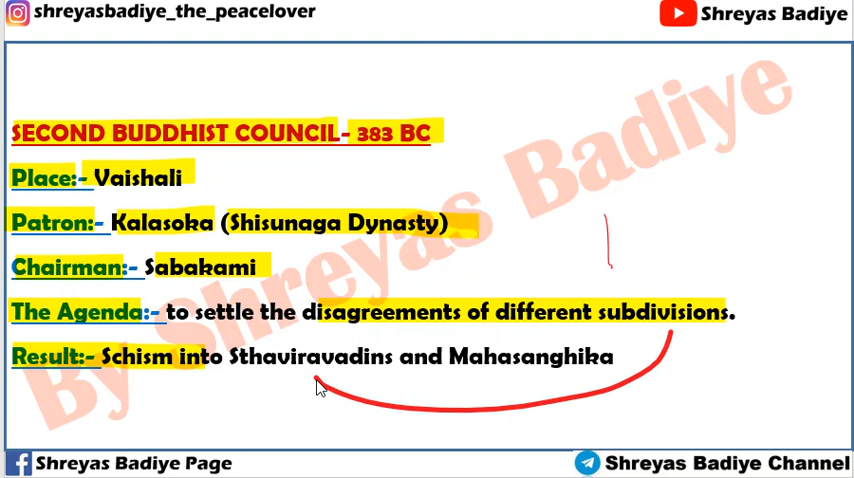 shreyasbadiye_the_peacelover
Shreyas Badiye
SECOND BUDDHIST COUNCIL- 383 BC
Place:- Vaishali
Patron:- Kalasoka (Shisunaga Dynasty)
Chairman:- Sabakami
The Agenda:- to settle the disagreements of different subdivisions.
Result:- Schism into Sthaviravadins and Mahasanghika
By Shreyas Badiye
Shreyas Badiye Page
Shreyas Badiye Channel